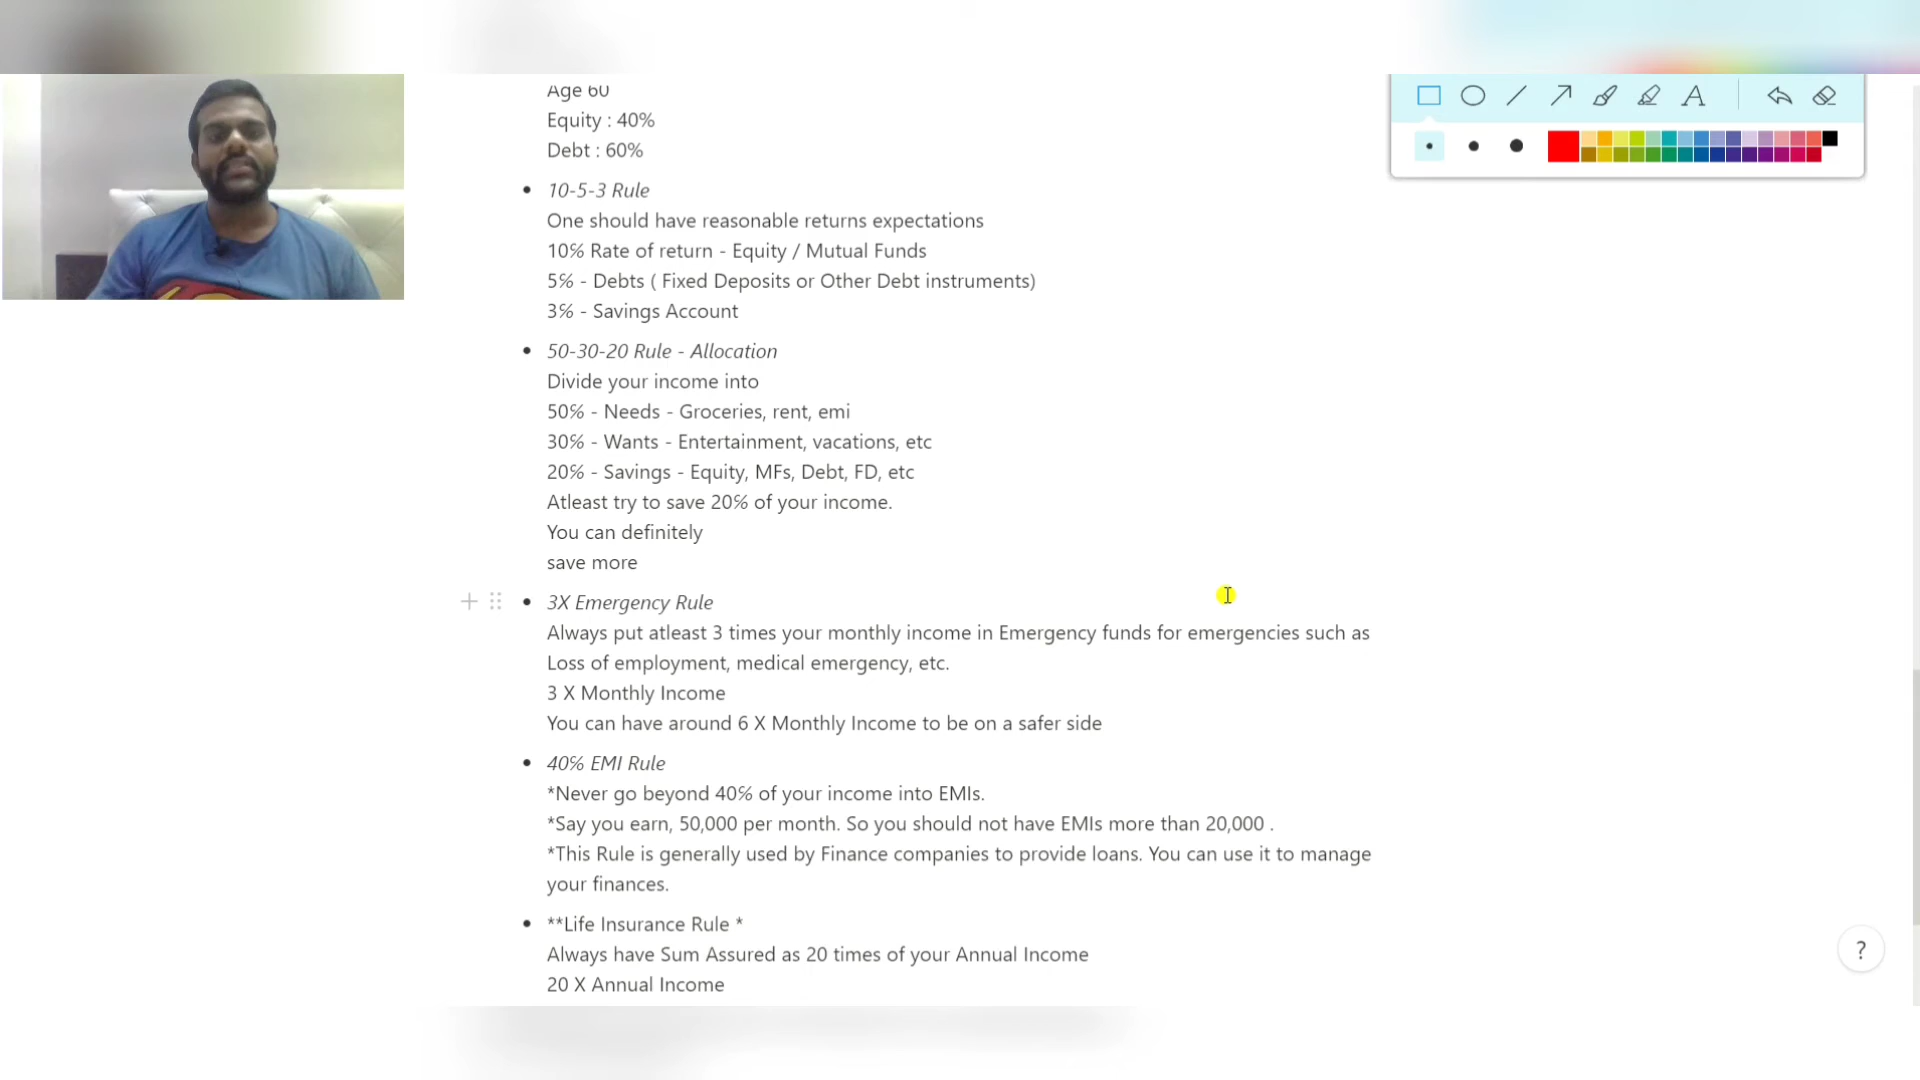 Age 60
Equity : 40%
Debt : 60%
• 10-5-3 Rule
One should have reasonable returns expectations
10% Rate of return - Equity / Mutual Funds
5% - Debts ( Fixed Deposits or Other Debt instruments)
3% - Savings Account
• 50-30-20 Rule - Allocation
Divide your income into
50% - Needs - Groceries, rent, emi
30% - Wants - Entertainment, vacations, etc
20% - Savings - Equity, MFs, Debt, FD, etc
Atleast try to save 20% of your income.
You can definitely
save more
• 3X Emergency Rule
Always put atleast 3 times your monthly income in Emergency funds for emergencies such as
Loss of employment, medical emergency, etc.
3 X Monthly Income
You can have around 6 X Monthly Income to be on a safer side
• 40% EMI Rule
*Never go beyond 40% of your income into EMIs.
*Say you earn, 50,000 per month. So you should not have EMIs more than 20,000 .
*This Rule is generally used by Finance companies to provide loans. You can use it to manage
your finances.
• **Life Insurance Rule *
Always have Sum Assured as 20 times of your Annual Income
20 X Annual Income
A
?